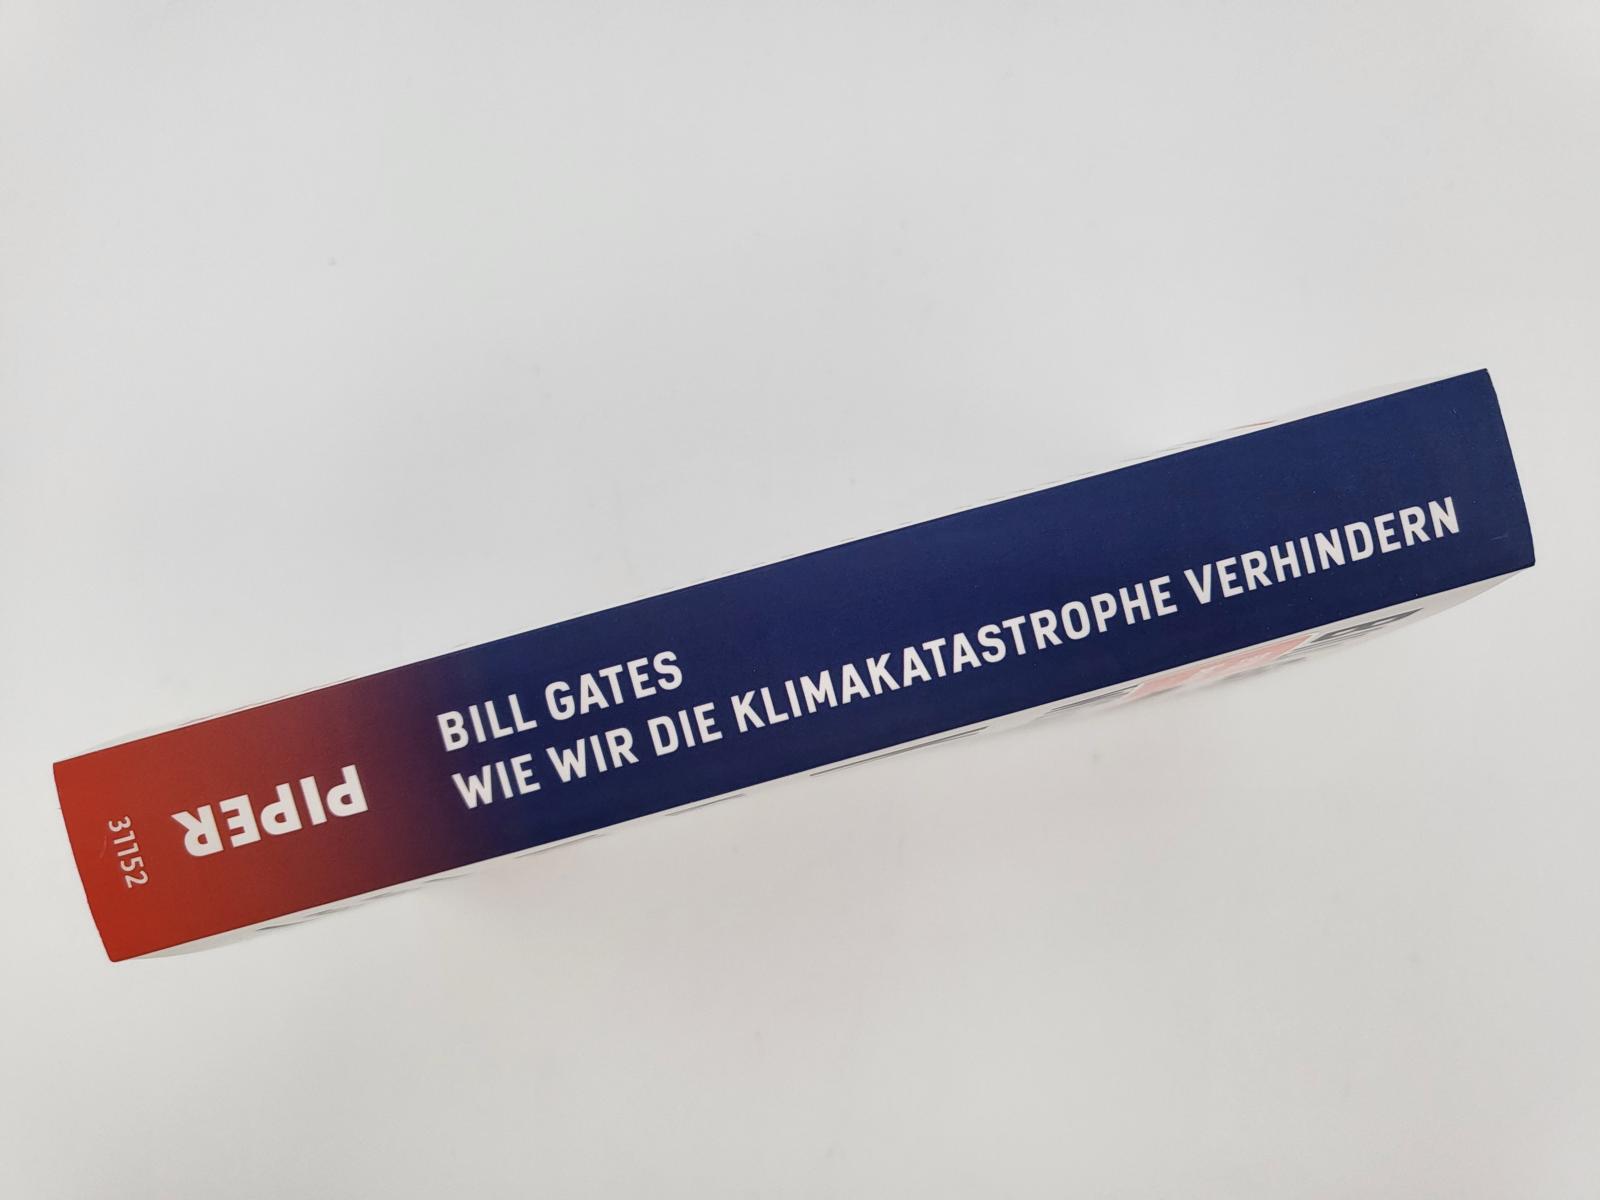 BILL GATES
WIE WIR DIE KLIMAKATASTROPHE VERHINDERN
PIPER
31152